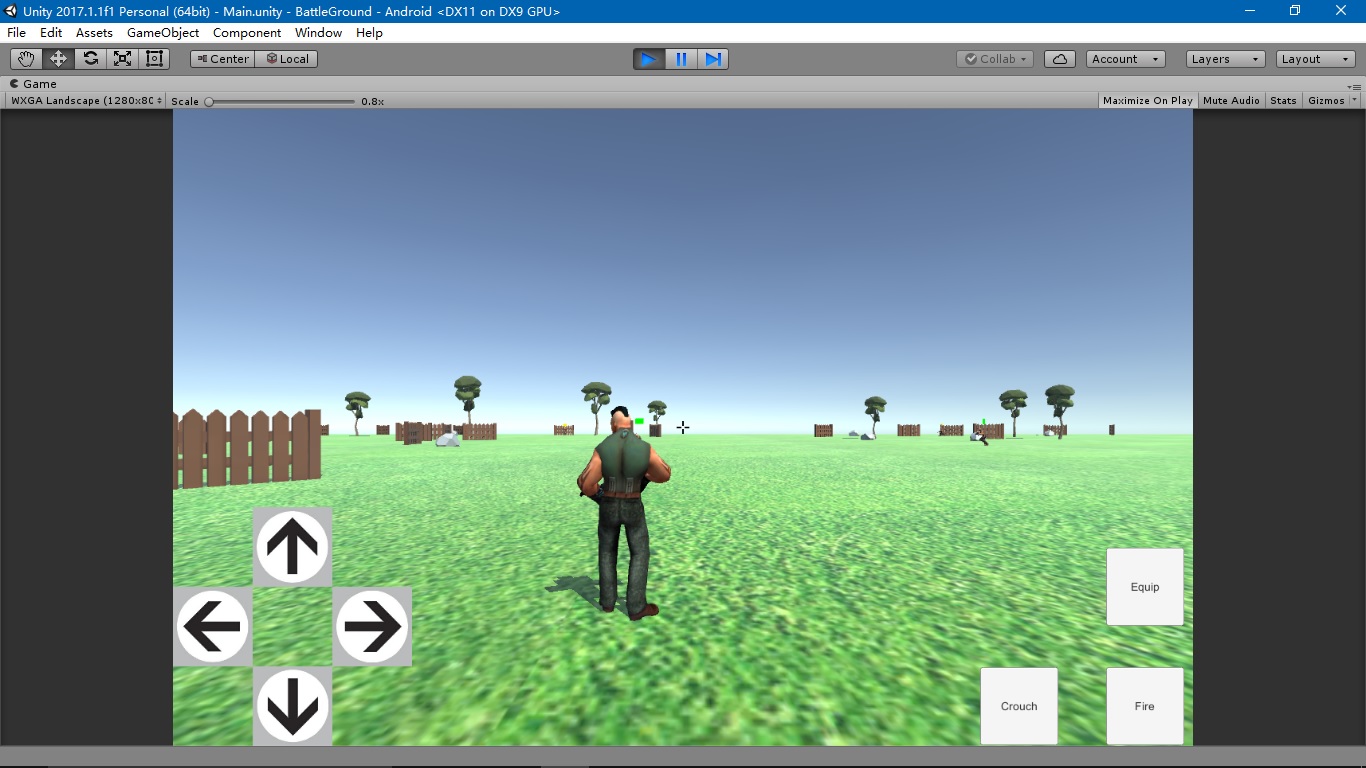 Unity 2017.1.1f1 Personal (64bit) - Main.unity - BattleGround - Android <DX11 on DX9 GPU>
File Edit Assets GameObject Component Window Help
Center Local Collab Account Layers Layout
Game
WXGA Landscape (1280x80 Scale 0.8x Maximize On Play Mute Audio Stats Gizmos
Equip
Crouch Fire